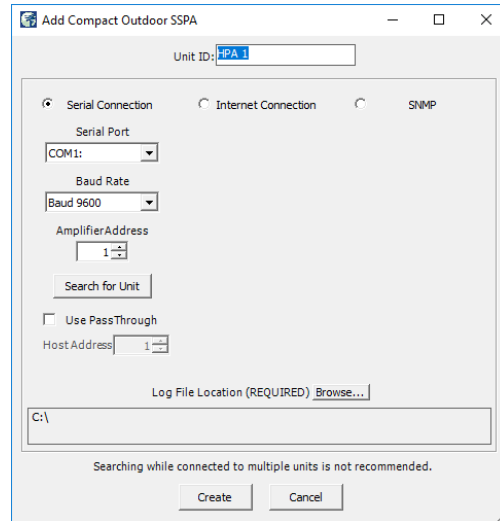 Add Compact Outdoor SSPA
Unit ID: HPA 1
Serial Connection Internet Connection SNMP
Serial Port
COM1:
Baud Rate
Baud 9600
AmplifierAddress
1
Search for Unit
Use PassThrough
Host Address 1
Log File Location (REQUIRED) Browse...
C:\
Searching while connected to multiple units is not recommended.
Create Cancel